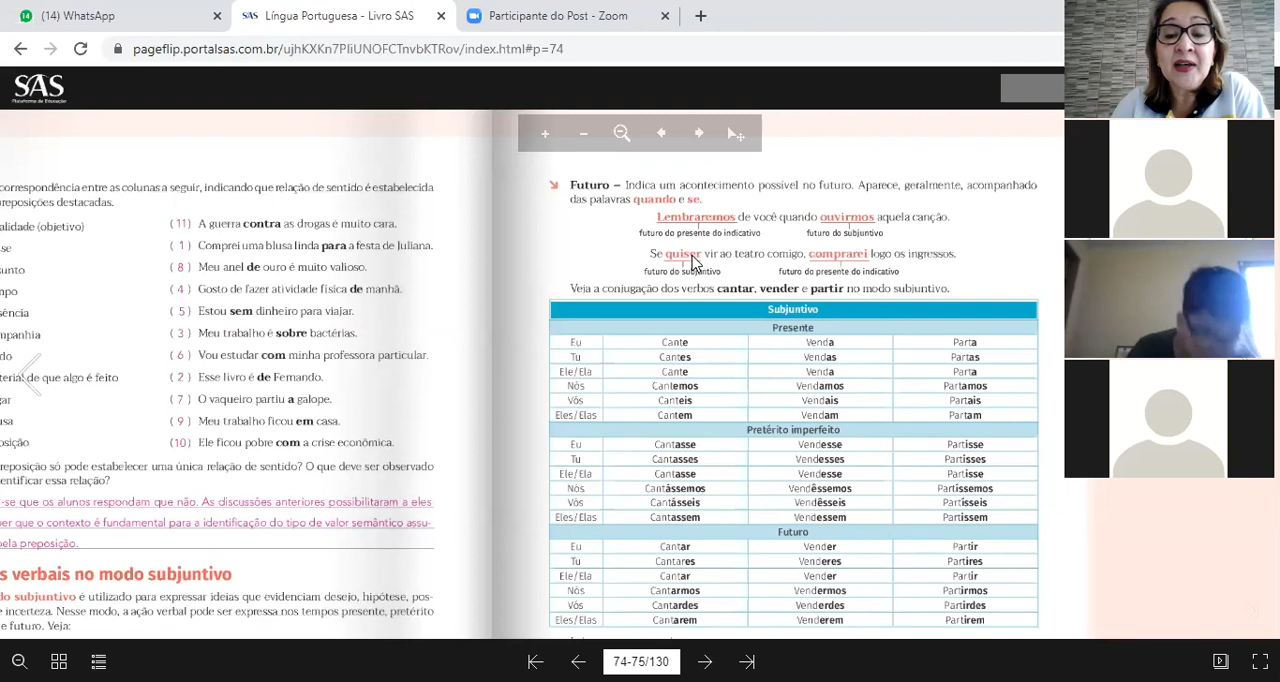 (14) WhatsApp
Língua Portuguesa - Livro SAS
Participante do Post - Zoom
pageflip.portalsas.com.br/ujhKXKn7PIiUNOFCTnvbKTRov/index.html#p=74
SAS
Plataforma de Educação
correspondência entre as colunas a seguir, indicando que relação de sentido é estabelecida
reposições destacadas.
alidade (objetivo)
(11) A guerra contra as drogas é muito cara.
se
( 1 ) Comprei uma blusa linda para a festa de Juliana.
sunto
( 8 ) Meu anel de ouro é muito valioso.
mpo
( 4 ) Gosto de fazer atividade física de manhã.
sência
( 5 ) Estou sem dinheiro para viajar.
mpanhia
( 3 ) Meu trabalho é sobre bactérias.
do
( 6 ) Vou estudar com minha professora particular.
terial de que algo é feito
( 2 ) Esse livro é de Fernando.
gar
( 7 ) O vaqueiro partiu a galope.
usa
( 9 ) Meu trabalho ficou em casa.
osição
(10) Ele ficou pobre com a crise econômica.
reposição só pode estabelecer uma única relação de sentido? O que deve ser observado
entificar essa relação?
-se que os alunos respondam que não. As discussões anteriores possibilitaram a eles
ber que o contexto é fundamental para a identificação do tipo de valor semântico assu-
pela preposição.
s verbais no modo subjuntivo
do subjuntivo é utilizado para expressar ideias que evidenciam desejo, hipótese, pos-
e incerteza. Nesse modo, a ação verbal pode ser expressa nos tempos presente, pretérito
e futuro. Veja:
Futuro – Indica um acontecimento possível no futuro. Aparece, geralmente, acompanhado
das palavras quando e se.
Lembraremos de você quando ouvirmos aquela canção.
futuro do presente do indicativo futuro do subjuntivo
Se quiser vir ao teatro comigo, comprarei logo os ingressos.
futuro do subjuntivo futuro do presente do indicativo
Veja a conjugação dos verbos cantar, vender e partir no modo subjuntivo.
Subjuntivo
Presente
Eu Cante Venda Parta
Tu Cantes Vendas Partas
Ele/Ela Cante Venda Parta
Nós Cantemos Vendamos Partamos
Vós Canteis Vendais Partais
Eles/Elas Cantem Vendam Partam
Pretérito imperfeito
Eu Cantasse Vendesse Partisse
Tu Cantasses Vendesses Partisses
Ele/Ela Cantasse Vendesse Partisse
Nós Cantássemos Vendêssemos Partíssemos
Vós Cantásseis Vendêsseis Partísseis
Eles/Elas Cantassem Vendessem Partissem
Futuro
Eu Cantar Vender Partir
Tu Cantares Venderes Partires
Ele/Ela Cantar Vender Partir
Nós Cantarmos Vendermos Partirmos
Vós Cantardes Venderdes Partirdes
Eles/Elas Cantarem Venderem Partirem
74-75/130